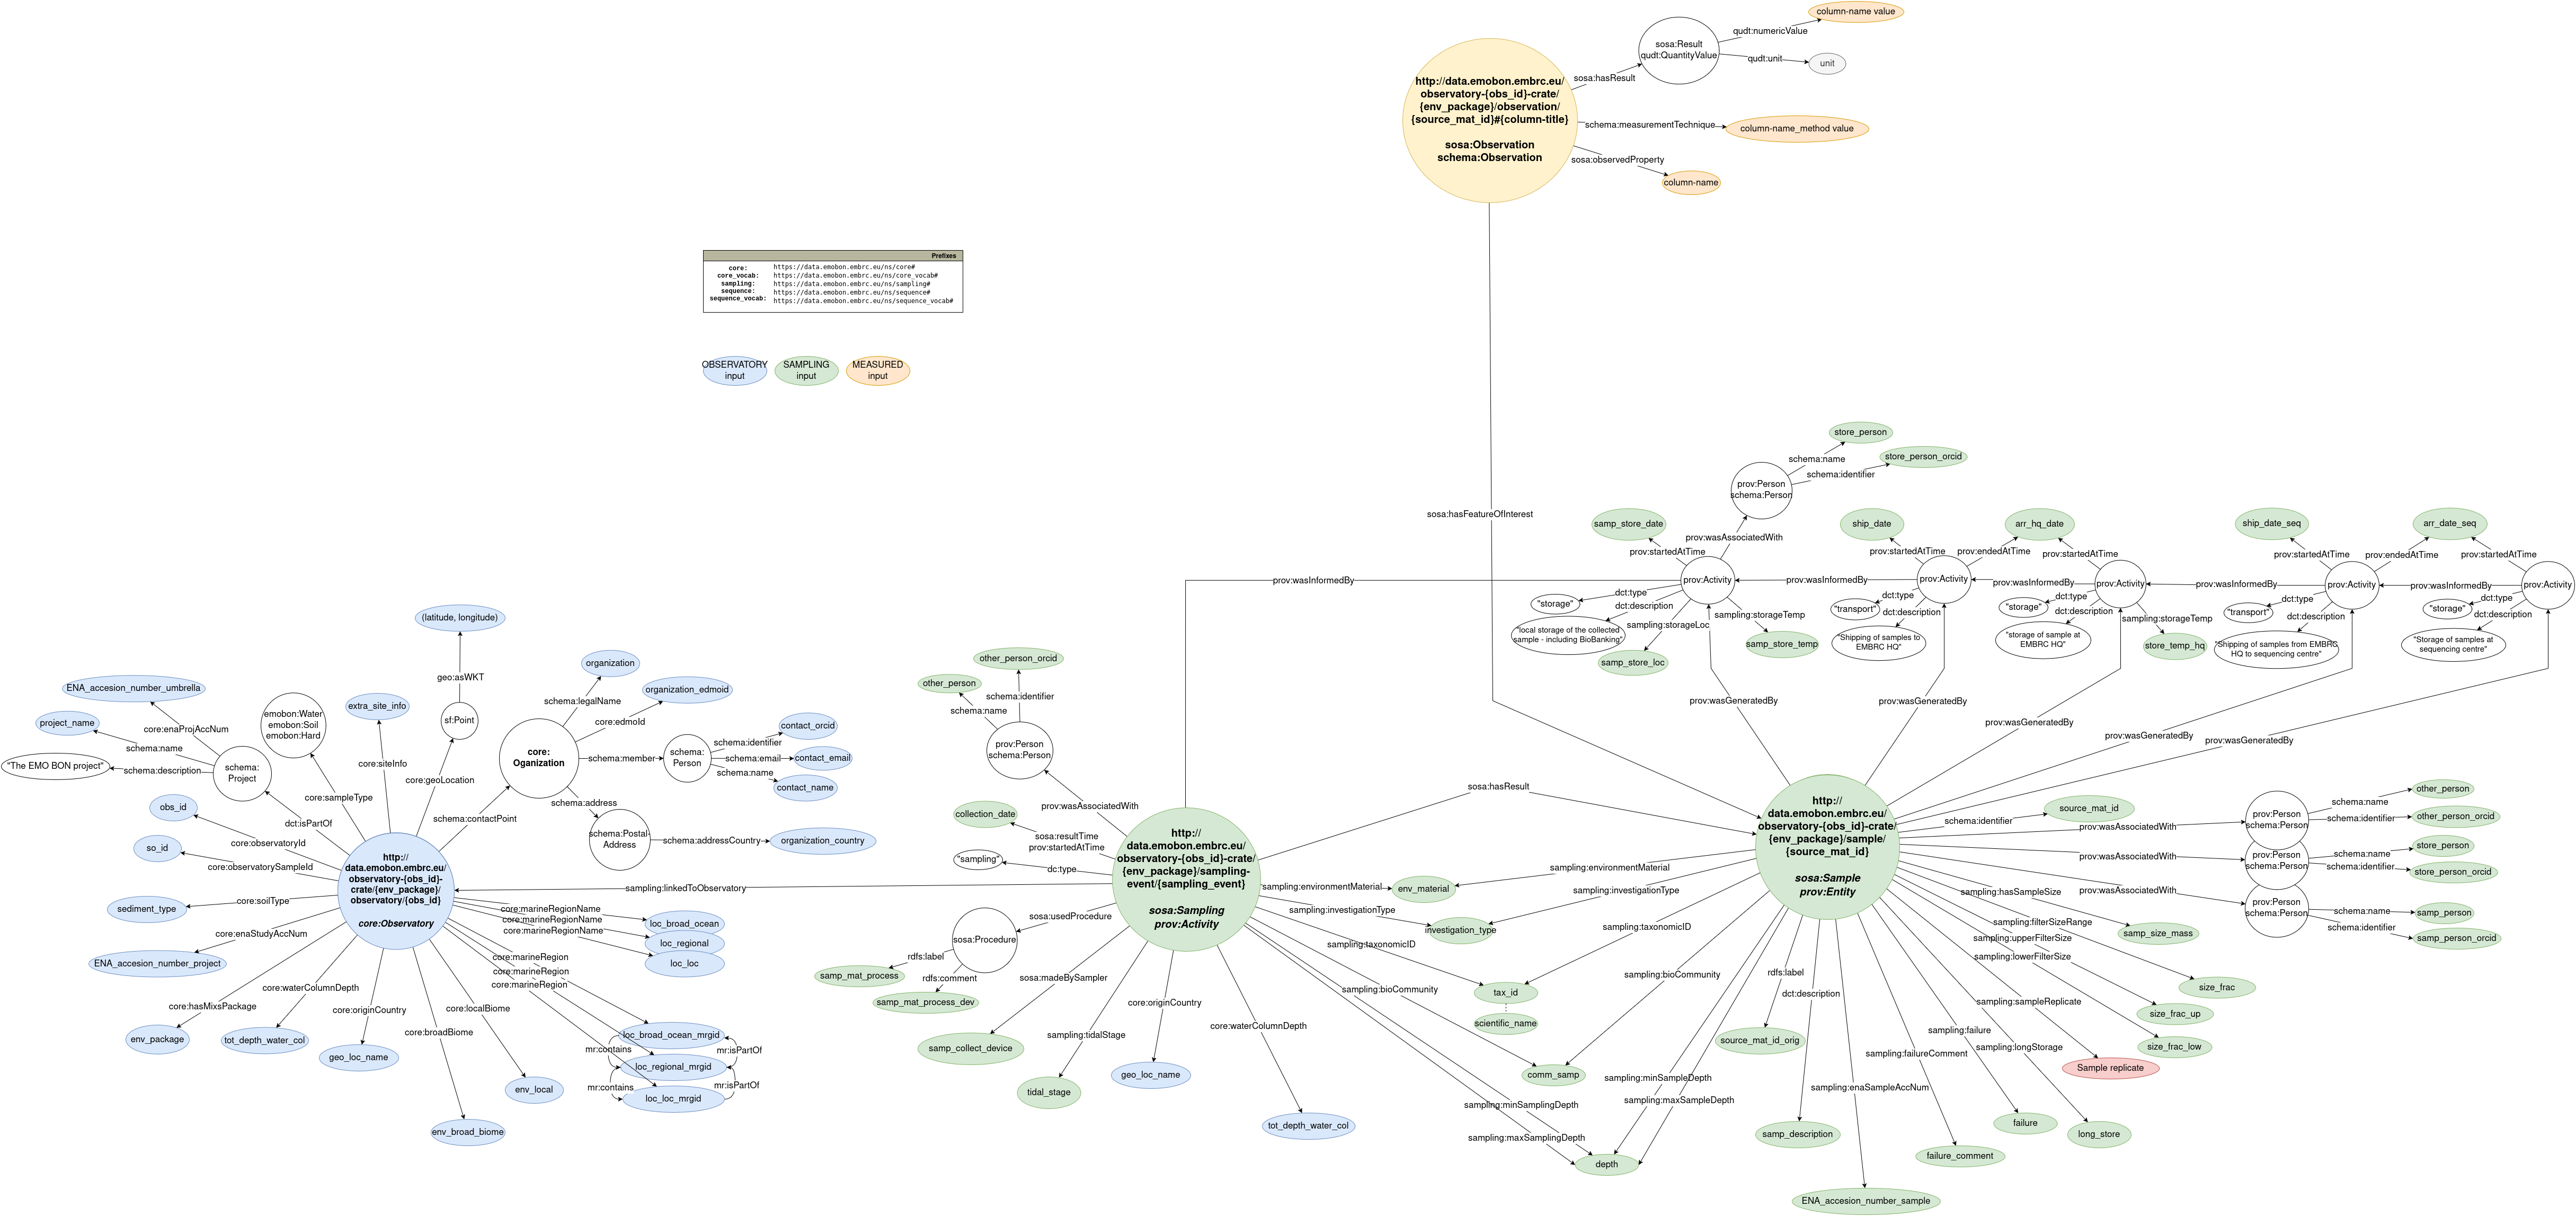 column-name value
qudt:numericValue
sosa:Result
qudt:QuantityValue
qudt:unit
unit
sosa:hasResult
http://data.emobon.embrc.eu/
observatory-{obs_id}-crate/
{env_package}/observation/
{source_mat_id}#{column-title}
sosa:Observation
schema:Observation
schema:measurementTechnique
column-name_method value
sosa:observedProperty
column-name
Prefixes
core: https://data.emobon.embrc.eu/ns/core#
core_vocab: https://data.emobon.embrc.eu/ns/core_vocab#
sampling: https://data.emobon.embrc.eu/ns/sampling#
sequence: https://data.emobon.embrc.eu/ns/sequence#
sequence_vocab: https://data.emobon.embrc.eu/ns/sequence_vocab#
OBSERVATORY
input
SAMPLING
input
MEASURED
input
sosa:hasFeatureOfInterest
store_person
schema:name
store_person_orcid
schema:identifier
prov:Person
schema:Person
prov:wasAssociatedWith
samp_store_date
prov:startedAtTime
prov:Activity
prov:wasInformedBy
dct:type
"storage"
dct:description
"local storage of the collected
sample - including BioBanking"
sampling:storageLoc
samp_store_loc
sampling:storageTemp
samp_store_temp
prov:wasInformedBy
ship_date
prov:startedAtTime
prov:endedAtTime
arr_hq_date
prov:Activity
dct:type
"transport"
dct:description
"Shipping of samples to
EMBRC HQ"
prov:wasInformedBy
prov:startedAtTime
prov:Activity
dct:type
"storage"
dct:description
"storage of sample at
EMBRC HQ"
sampling:storageTemp
store_temp_hq
prov:wasInformedBy
ship_date_seq
prov:startedAtTime
prov:endedAtTime
arr_date_seq
prov:Activity
dct:type
"transport"
dct:description
"Shipping of samples from EMBRC
HQ to sequencing centre"
prov:wasInformedBy
prov:startedAtTime
prov:Activity
dct:type
"storage"
dct:description
"Storage of samples at
sequencing centre"
prov:wasGeneratedBy
prov:wasGeneratedBy
prov:wasGeneratedBy
prov:wasGeneratedBy
prov:wasGeneratedBy
(latitude, longitude)
geo:asWKT
sf:Point
core:geoLocation
ENA_accesion_number_umbrella
core:enaProjAccNum
project_name
schema:name
"The EMO BON project"
schema:description
schema:
Project
dct:isPartOf
emobon:Water
emobon:Soil
emobon:Hard
core:sampleType
extra_site_info
core:siteInfo
organization
schema:legalName
organization_edmoid
core:edmoId
core:
Oganization
schema:member
schema:
Person
schema:identifier
contact_orcid
schema:email
contact_email
schema:name
contact_name
schema:address
schema:Postal-
Address
schema:addressCountry
organization_country
schema:contactPoint
obs_id
core:observatoryId
so_id
core:observatorySampleId
sediment_type
core:soilType
core:enaStudyAccNum
ENA_accesion_number_project
core:hasMixsPackage
env_package
core:waterColumnDepth
tot_depth_water_col
core:originCountry
geo_loc_name
core:broadBiome
env_broad_biome
core:localBiome
env_local
http://
data.emobon.embrc.eu/
observatory-{obs_id}-
crate/{env_package}/
observatory/{obs_id}
core:Observatory
core:marineRegionName
core:marineRegionName
core:marineRegionName
loc_broad_ocean
loc_regional
loc_loc
core:marineRegion
core:marineRegion
core:marineRegion
loc_broad_ocean_mrgid
mr:contains
mr:isPartOf
loc_regional_mrgid
mr:contains
mr:isPartOf
loc_loc_mrgid
sampling:linkedToObservatory
other_person_orcid
other_person
schema:identifier
schema:name
prov:Person
schema:Person
prov:wasAssociatedWith
collection_date
sosa:resultTime
prov:startedAtTime
"sampling"
dc:type
http://
data.emobon.embrc.eu/
observatory-{obs_id}-crate/
{env_package}/sampling-
event/{sampling_event}
sosa:Sampling
prov:Activity
sosa:usedProcedure
sosa:Procedure
rdfs:label
samp_mat_process
rdfs:comment
samp_mat_process_dev
sosa:madeBySampler
samp_collect_device
sampling:tidalStage
tidal_stage
core:originCountry
geo_loc_name
core:waterColumnDepth
tot_depth_water_col
sosa:hasResult
sampling:environmentMaterial
sampling:environmentMaterial
env_material
sampling:investigationType
sampling:investigationType
investigation_type
sampling:taxonomicID
sampling:taxonomicID
tax_id
scientific_name
sampling:bioCommunity
sampling:bioCommunity
comm_samp
sampling:minSampleDepth
sampling:maxSampleDepth
sampling:minSamplingDepth
sampling:maxSamplingDepth
depth
http://
data.emobon.embrc.eu/
observatory-{obs_id}-crate/
{env_package}/sample/
{source_mat_id}
sosa:Sample
prov:Entity
rdfs:label
source_mat_id_orig
dct:description
samp_description
sampling:enaSampleAccNum
ENA_accesion_number_sample
sampling:failureComment
failure_comment
sampling:failure
failure
sampling:longStorage
long_store
sampling:sampleReplicate
Sample replicate
sampling:lowerFilterSize
size_frac_low
sampling:upperFilterSize
size_frac_up
sampling:filterSizeRange
size_frac
sampling:hasSampleSize
samp_size_mass
schema:identifier
source_mat_id
prov:wasAssociatedWith
prov:Person
schema:Person
schema:name
other_person
schema:identifier
other_person_orcid
prov:wasAssociatedWith
prov:Person
schema:Person
schema:name
store_person
schema:identifier
store_person_orcid
prov:wasAssociatedWith
prov:Person
schema:Person
schema:name
samp_person
schema:identifier
samp_person_orcid